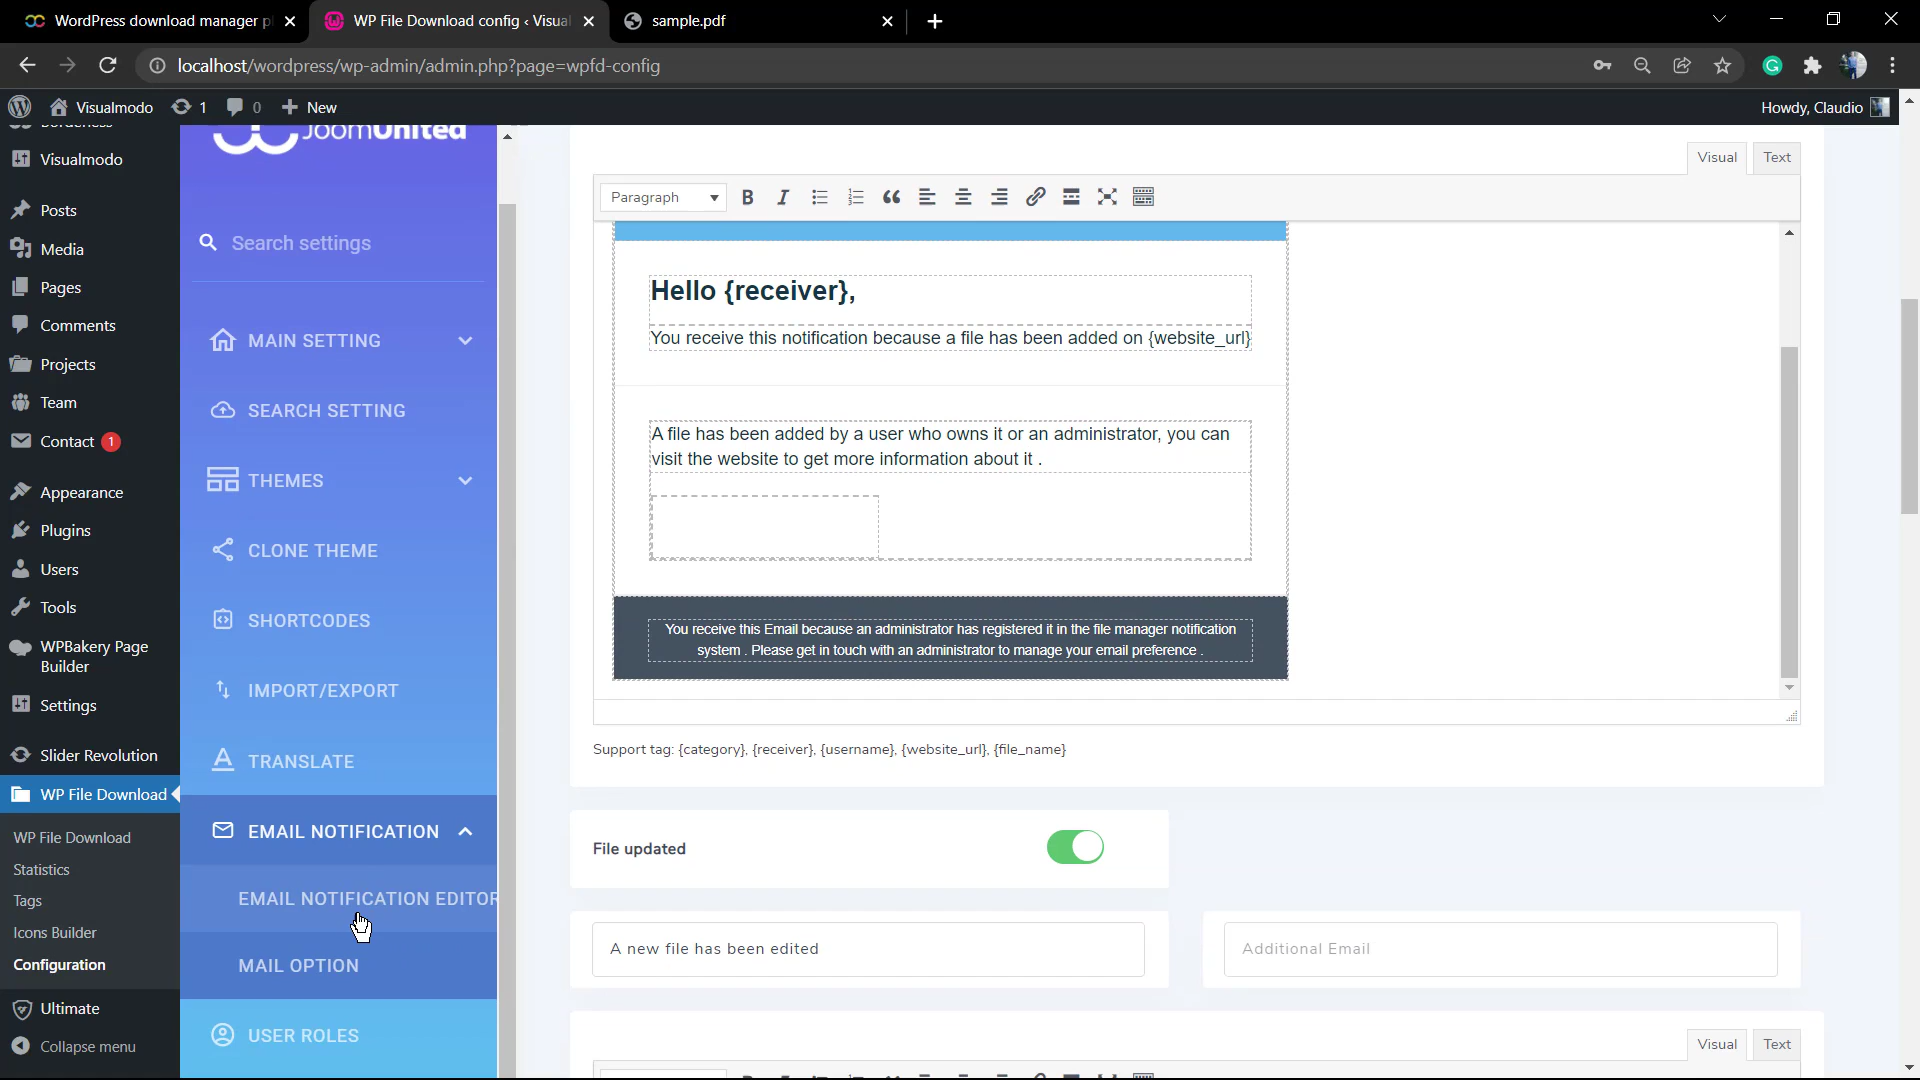 WordPress download manager p
WP File Download config ‹ Visual
sample.pdf
localhost/wordpress/wp-admin/admin.php?page=wpfd-config
Visualmodo
1
0
New
Howdy, Claudio
Visualmodo
Posts
Media
Pages
Comments
Projects
Team
Contact 1
Appearance
Plugins
Users
Tools
WPBakery Page
Builder
Settings
Slider Revolution
WP File Download
WP File Download
Statistics
Tags
Icons Builder
Configuration
Ultimate
Collapse menu
JoomUnited
Search settings
MAIN SETTING
SEARCH SETTING
THEMES
CLONE THEME
SHORTCODES
IMPORT/EXPORT
TRANSLATE
EMAIL NOTIFICATION
EMAIL NOTIFICATION EDITOR
MAIL OPTION
USER ROLES
Visual Text
Paragraph
Hello {receiver},
You receive this notification because a file has been added on {website_url}
A file has been added by a user who owns it or an administrator, you can
visit the website to get more information about it .
You receive this Email because an administrator has registered it in the file manager notification
system . Please get in touch with an administrator to manage your email preference .
Support tag: {category}, {receiver}, {username}, {website_url}, {file_name}
File updated
A new file has been edited
Additional Email
Visual Text